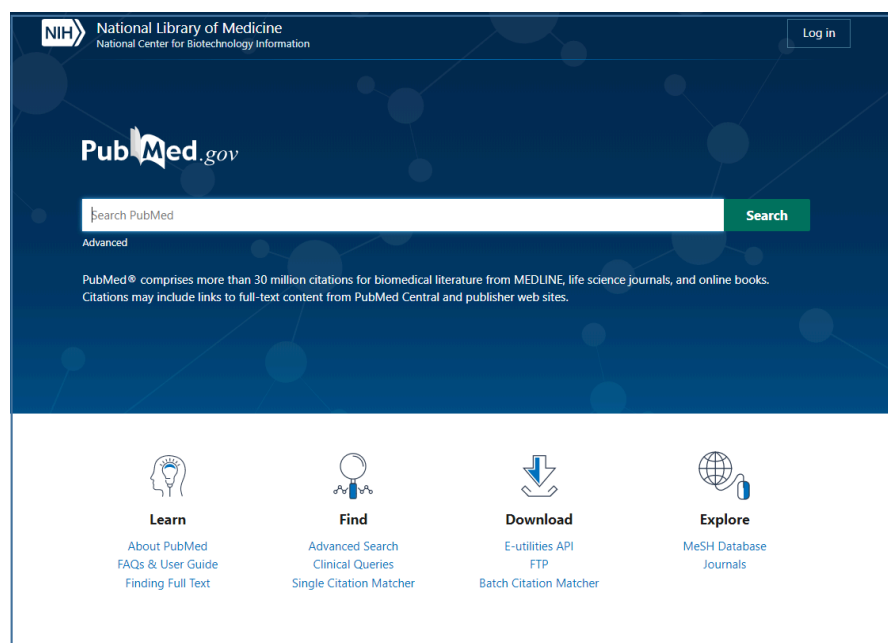 NIH
National Library of Medicine
National Center for Biotechnology Information
Log in
PubMed.gov
Search PubMed
Search
Advanced
PubMed® comprises more than 30 million citations for biomedical literature from MEDLINE, life science journals, and online books.
Citations may include links to full-text content from PubMed Central and publisher web sites.
Learn
About PubMed
FAQs & User Guide
Finding Full Text
Find
Advanced Search
Clinical Queries
Single Citation Matcher
Download
E-utilities API
FTP
Batch Citation Matcher
Explore
MeSH Database
Journals